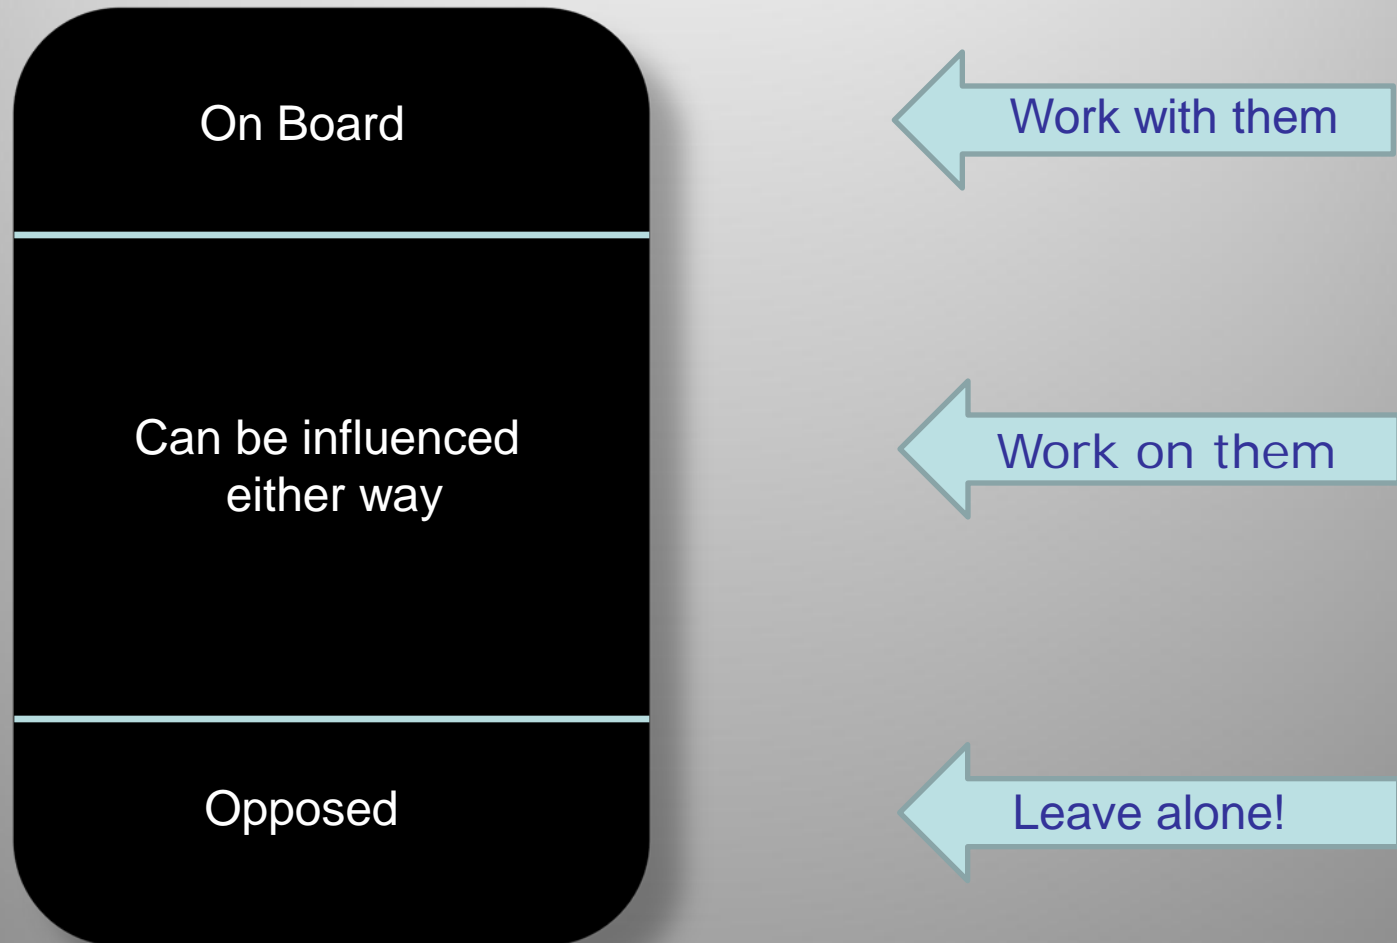 On Board
Work with them
Can be influenced
either way
Work on them
Opposed
Leave alone!